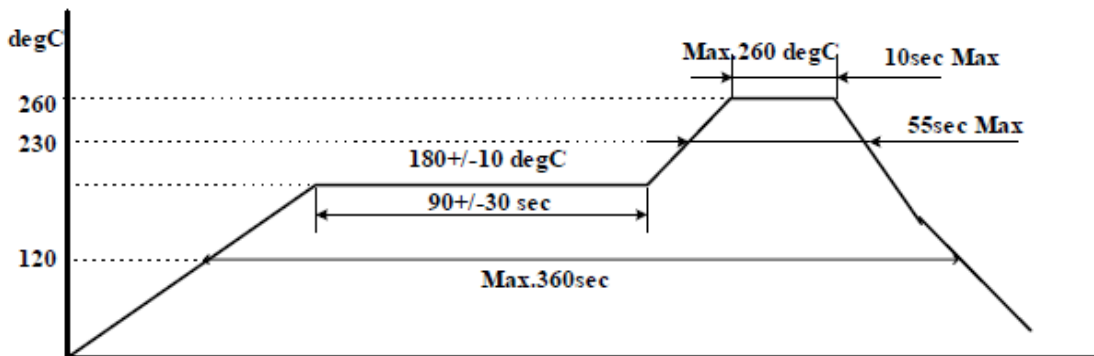 degC
Max.260 degC
10sec Max
260
230
55sec Max
180+/-10 degC
90+/-30 sec
120
Max.360sec